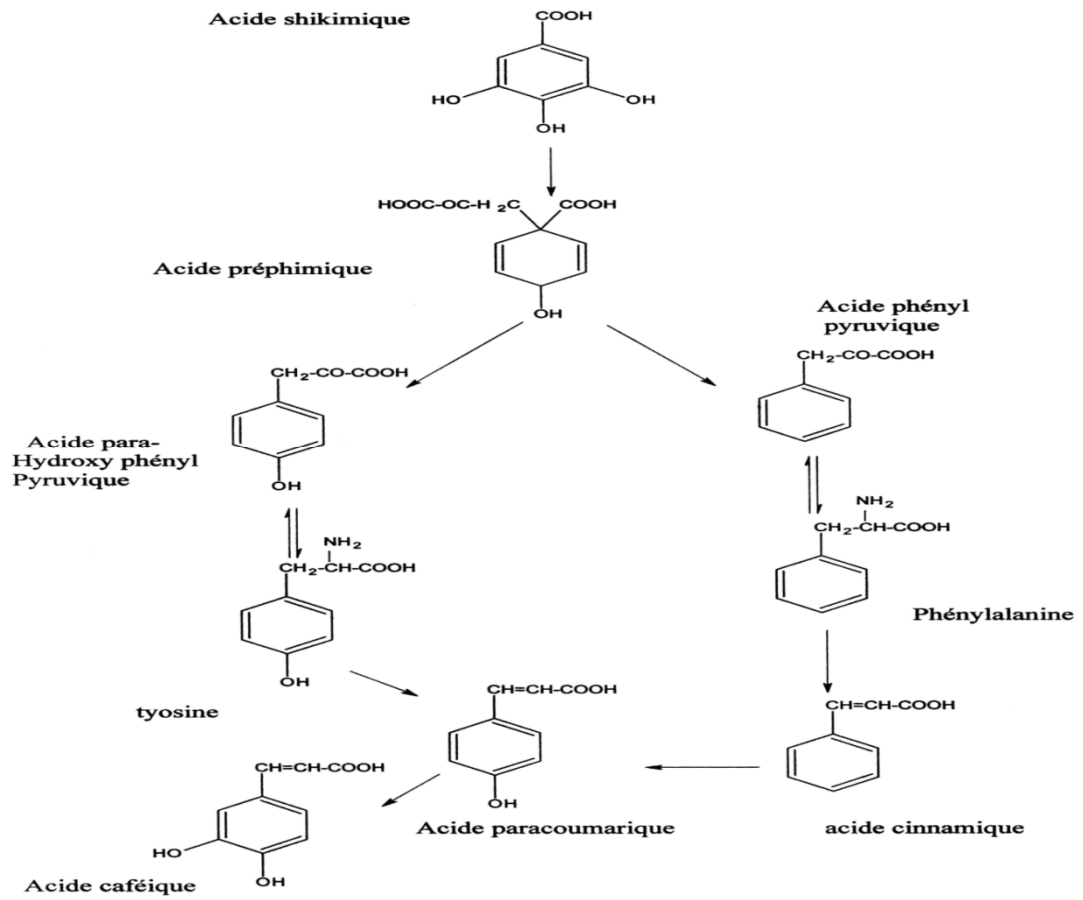 Acide shikimique
COOH
HO
OH
OH
HOOC-OC-H ₂C
COOH
Acide préphimique
OH
Acide phényl
pyruvique
CH₂-CO-COOH
CH₂-CO-COOH
Acide para-
Hydroxy phényl
Pyruvique
OH
NH₂
CH₂-CH-COOH
NH₂
CH₂-CH-COOH
Phénylalanine
OH
tyosine
CH=CH-COOH
CH=CH-COOH
CH=CH-COOH
OH
Acide paracoumarique
acide cinnamique
HO
OH
Acide caféique